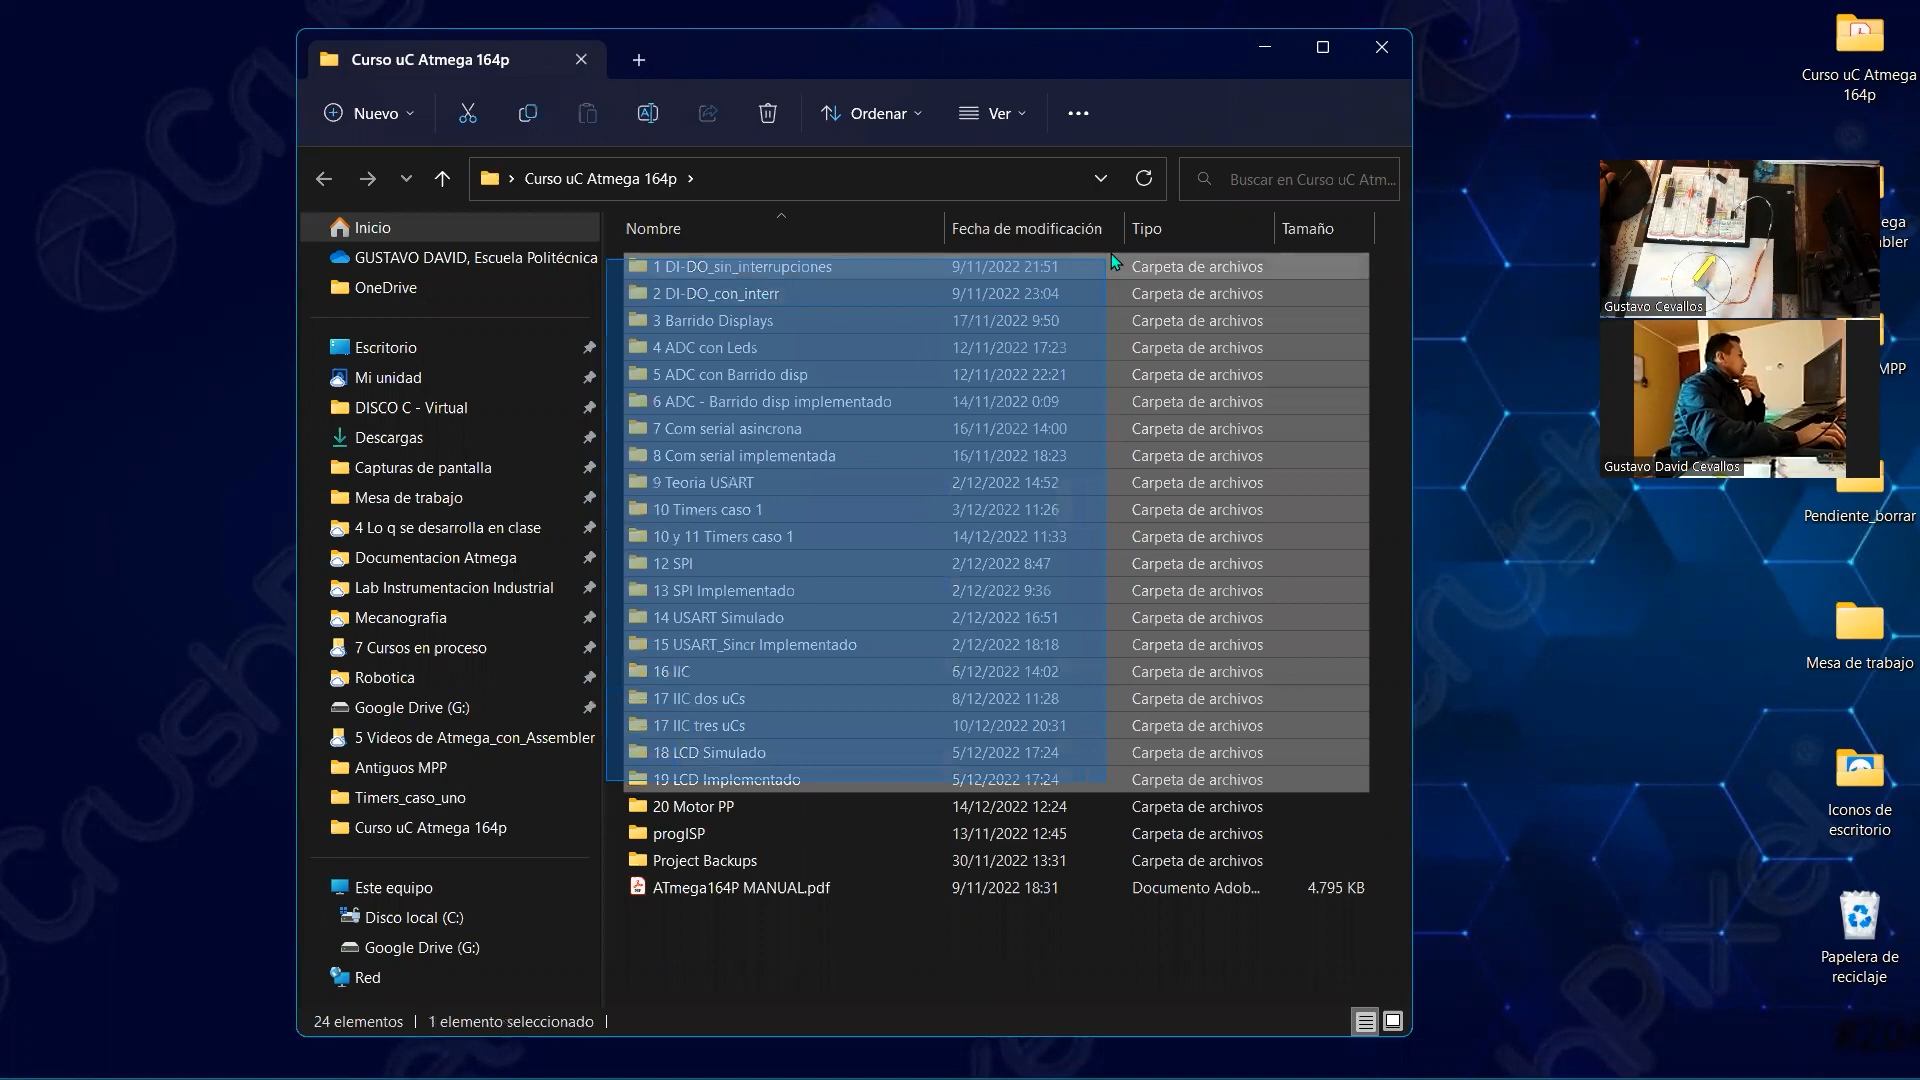 Curso uC Atmega 164p
Nuevo
Ordenar
Ver
Curso uC Atmega 164p
Buscar en Curso uC Atm...
Nombre Fecha de modificación Tipo Tamaño
Inicio
GUSTAVO DAVID, Escuela Politécnica
OneDrive
Escritorio
Mi unidad
DISCO C - Virtual
Descargas
Capturas de pantalla
Mesa de trabajo
4 Lo q se desarrolla en clase
Documentacion Atmega
Lab Instrumentacion Industrial
Mecanografia
7 Cursos en proceso
Robotica
Google Drive (G:)
5 Videos de Atmega_con_Assembler
Antiguos MPP
Timers_caso_uno
Curso uC Atmega 164p
Este equipo
Disco local (C:)
Google Drive (G:)
Red
1 DI-DO_sin_interrupciones 9/11/2022 21:51 Carpeta de archivos
2 DI-DO_con_interr 9/11/2022 23:04 Carpeta de archivos
3 Barrido Displays 17/11/2022 9:50 Carpeta de archivos
4 ADC con Leds 12/11/2022 17:23 Carpeta de archivos
5 ADC con Barrido disp 12/11/2022 22:21 Carpeta de archivos
6 ADC - Barrido disp implementado 14/11/2022 0:09 Carpeta de archivos
7 Com serial asincrona 16/11/2022 14:00 Carpeta de archivos
8 Com serial implementada 16/11/2022 18:23 Carpeta de archivos
9 Teoria USART 2/12/2022 14:52 Carpeta de archivos
10 Timers caso 1 3/12/2022 11:26 Carpeta de archivos
10 y 11 Timers caso 1 14/12/2022 11:33 Carpeta de archivos
12 SPI 2/12/2022 8:47 Carpeta de archivos
13 SPI Implementado 2/12/2022 9:36 Carpeta de archivos
14 USART Simulado 2/12/2022 16:51 Carpeta de archivos
15 USART_Sincr Implementado 2/12/2022 18:18 Carpeta de archivos
16 IIC 6/12/2022 14:02 Carpeta de archivos
17 IIC dos uCs 8/12/2022 11:28 Carpeta de archivos
17 IIC tres uCs 10/12/2022 20:31 Carpeta de archivos
18 LCD Simulado 5/12/2022 17:24 Carpeta de archivos
19 LCD Implementado 5/12/2022 17:24 Carpeta de archivos
20 Motor PP 14/12/2022 12:24 Carpeta de archivos
progISP 13/11/2022 12:45 Carpeta de archivos
Project Backups 30/11/2022 13:31 Carpeta de archivos
ATmega164P MANUAL.pdf 9/11/2022 18:31 Documento Adob... 4.795 KB
24 elementos 1 elemento seleccionado
Curso uC Atmega
164p
ega
bler
Gustavo Cevallos
MPP
Gustavo David Cevallos
Pendiente_borrar
Mesa de trabajo
Iconos de
escritorio
Papelera de
reciclaje